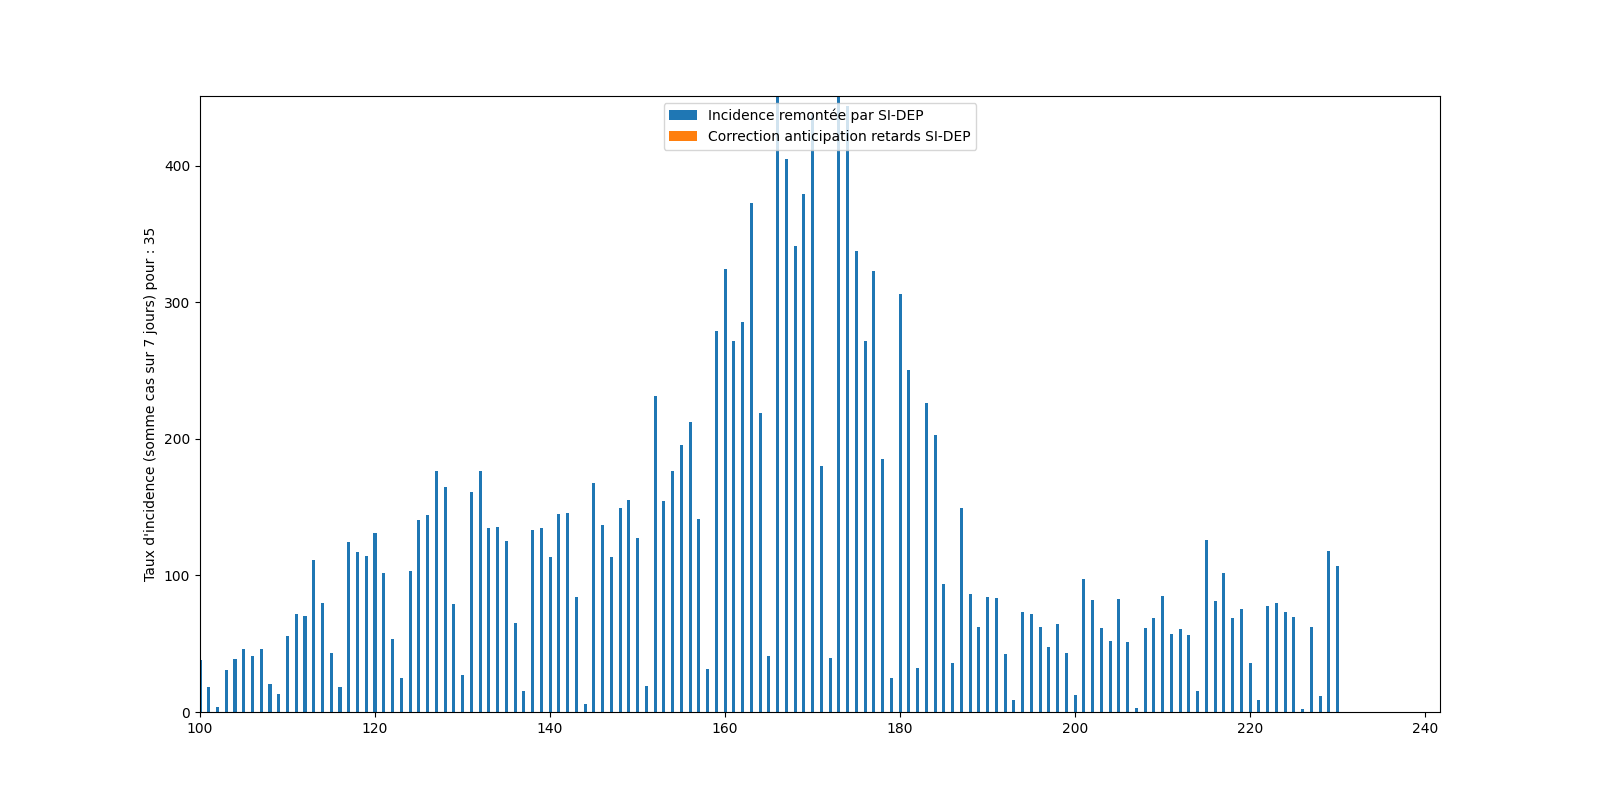 Incidence remontée par SI-DEP
Correction anticipation retards SI-DEP
Taux d'incidence (somme cas sur 7 jours) pour : 35
400
300
200
100
0
100 120 140 160 180 200 220 240